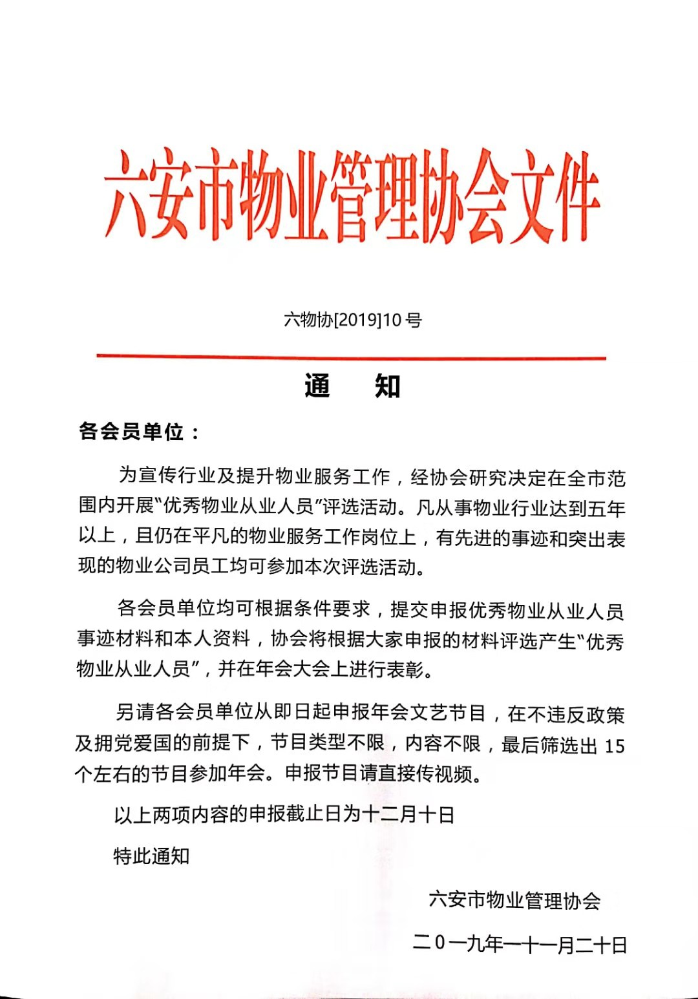 六安市物业管理协会文件
六物协[2019]10 号
通 知
各会员单位：
为宣传行业及提升物业服务工作，经协会研究决定在全市范
围内开展“优秀物业从业人员”评选活动。凡从事物业行业达到五年
以上，且仍在平凡的物业服务工作岗位上，有先进的事迹和突出表
现的物业公司员工均可参加本次评选活动。
各会员单位均可根据条件要求，提交申报优秀物业从业人员
事迹材料和本人资料，协会将根据大家申报的材料评选产生“优秀
物业从业人员”，并在年会大会上进行表彰。
另请各会员单位从即日起申报年会文艺节目，在不违反政策
及拥党爱国的前提下，节目类型不限，内容不限，最后筛选出 15
个左右的节目参加年会。申报节目请直接传视频。
以上两项内容的申报截止日为十二月十日
特此通知
六安市物业管理协会
二0一九年一十一月二十日